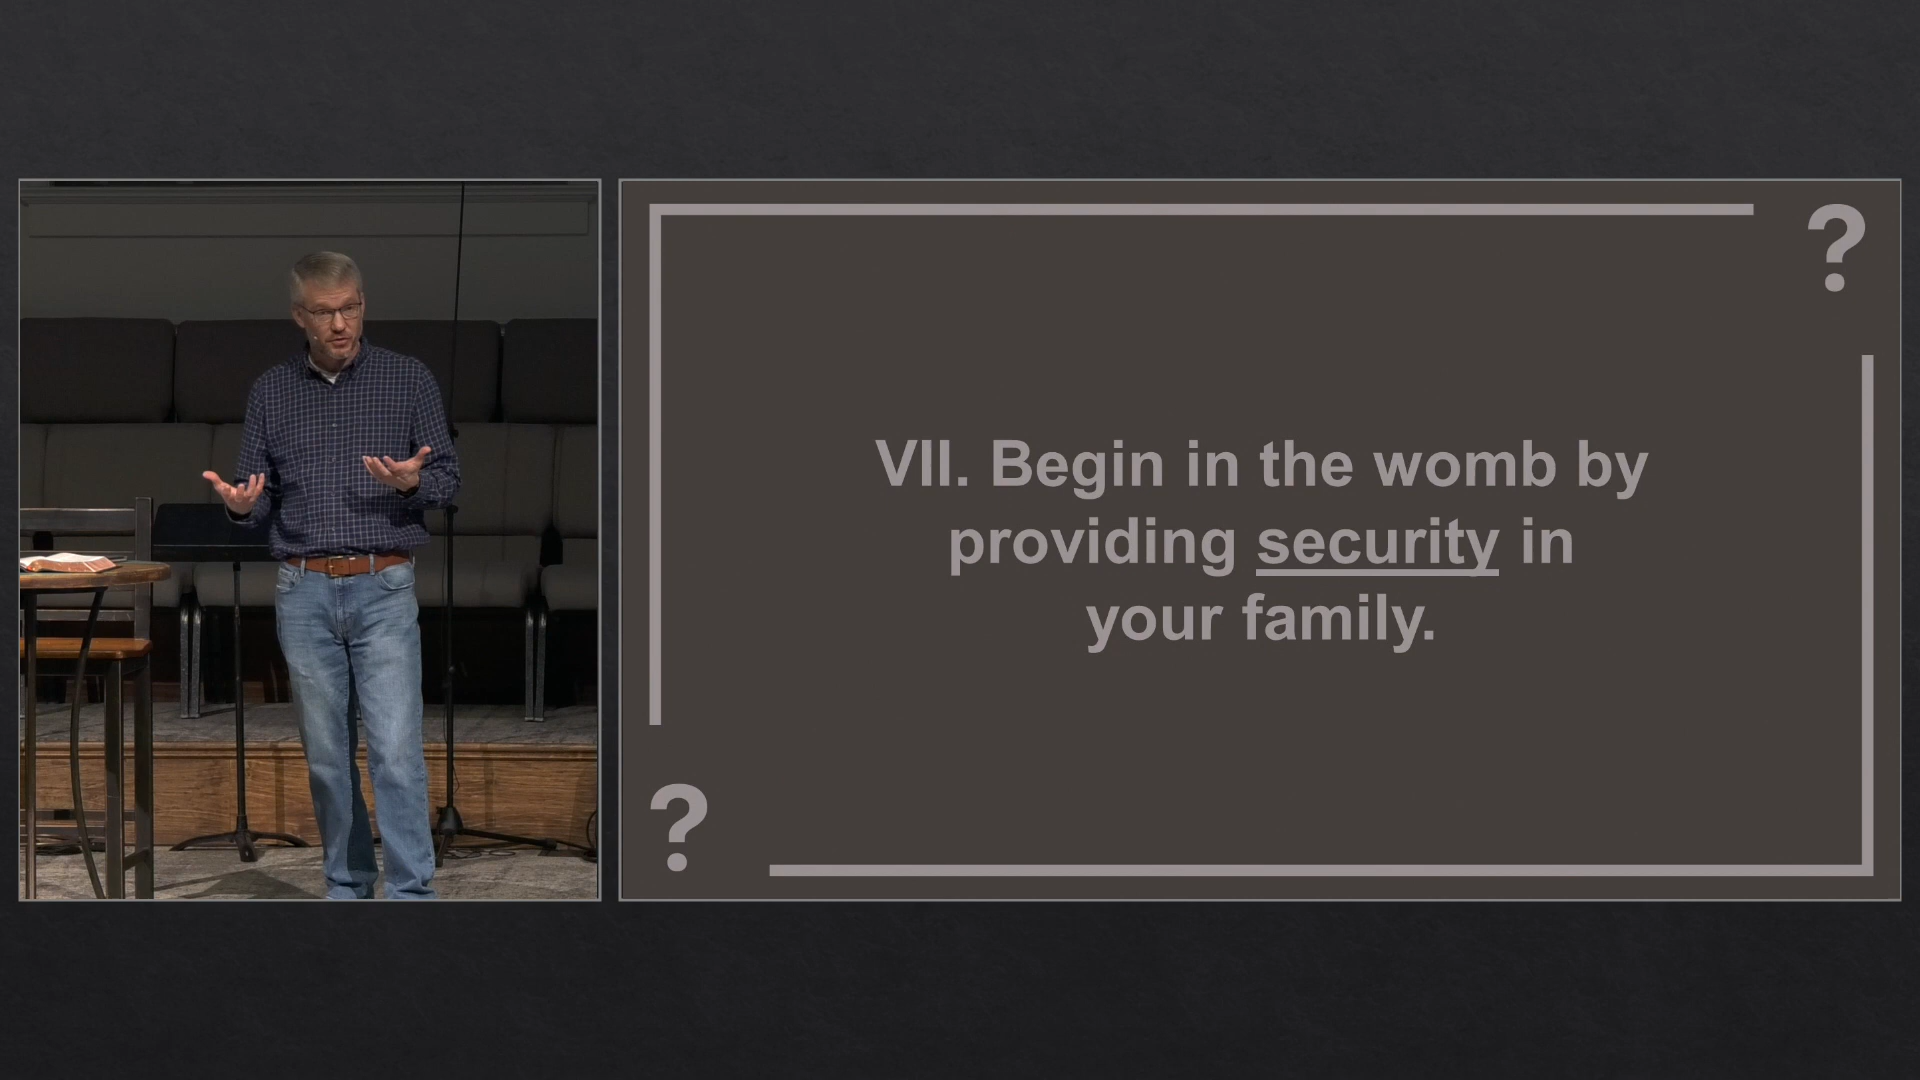 ?
VII. Begin in the womb by
providing security in
your family.
?